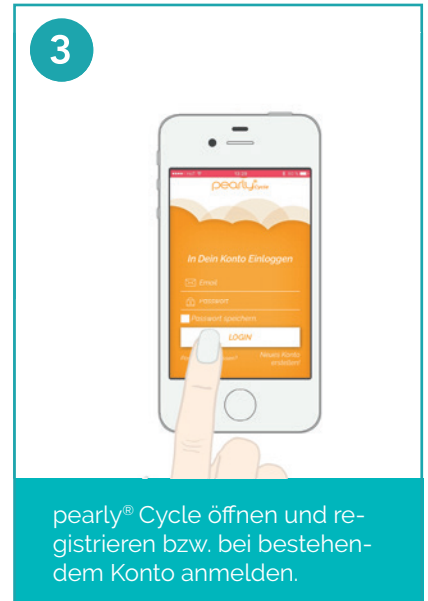 3
pearly® Cycle
In Dein Konto Einloggen
Email
Passwort
Passwort speichern
LOGIN
Neues Konto
erstellen!
pearly® Cycle öffnen und re-
gistrieren bzw. bei bestehen-
dem Konto anmelden.